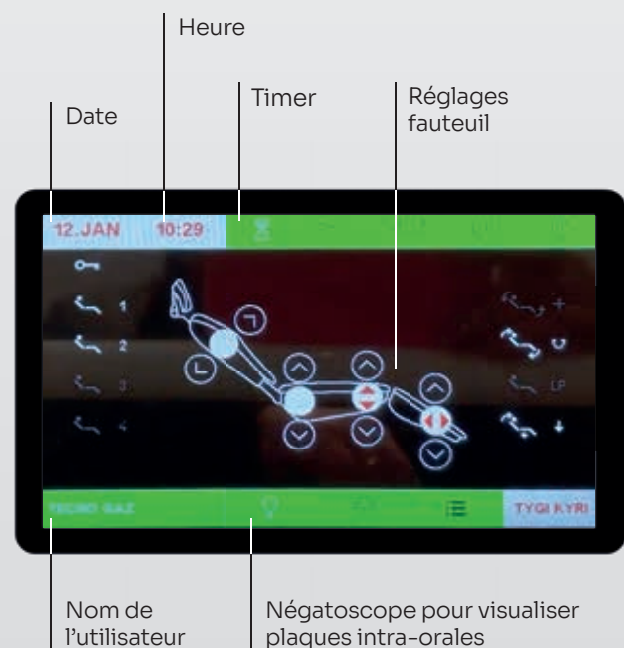 Heure
Timer
Réglages
fauteuil
Date
12.JAN 10:29
1
2
3
4
+
LP
TECNO GAZ
TYGI KYRI
Nom de
l'utilisateur
Négatoscope pour visualiser
plaques intra-orales